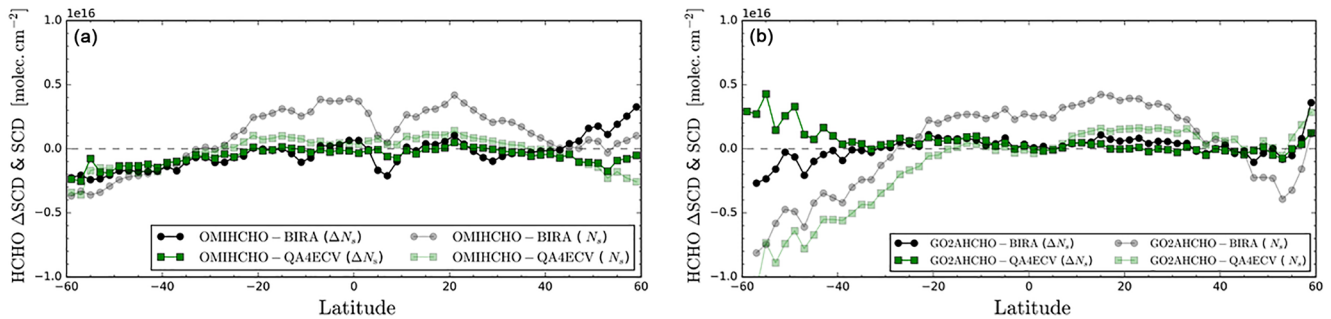 1e16
(a)
HCHO ΔSCD & SCD [molec. cm⁻²]
1.0
0.5
0.0
−0.5
−1.0
OMIHCHO − BIRA (ΔNₛ)
OMIHCHO − QA4ECV (ΔNₛ)
OMIHCHO − BIRA ( Nₛ)
OMIHCHO − QA4ECV ( Nₛ)
−60 −40 −20 0 20 40 60
Latitude
1e16
(b)
HCHO ΔSCD & SCD [molec. cm⁻²]
1.0
0.5
0.0
−0.5
−1.0
GO2AHCHO − BIRA (ΔNₛ)
GO2AHCHO − QA4ECV (ΔNₛ)
GO2AHCHO − BIRA ( Nₛ)
GO2AHCHO − QA4ECV ( Nₛ)
−60 −40 −20 0 20 40 60
Latitude